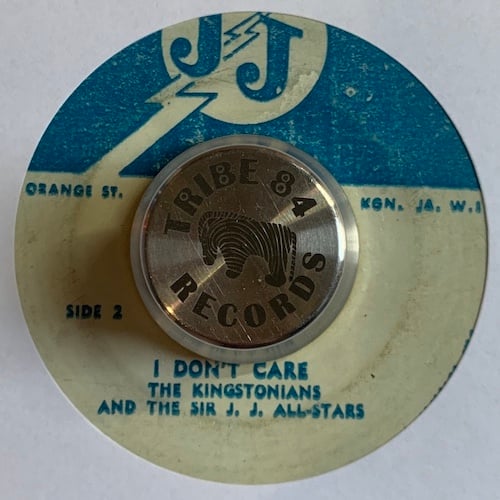 JJ
ORANGE ST.
KGN. JA. W.I
TRIBE 84
RECORDS
SIDE 2
I DON'T CARE
THE KINGSTONIANS
AND THE SIR J. J. ALL-STARS